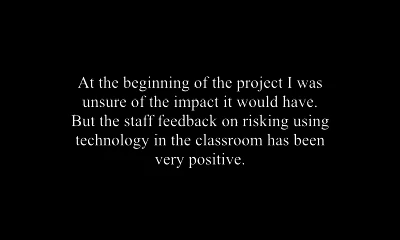 At the beginning of the project I was
unsure of the impact it would have.
But the staff feedback on risking using
technology in the classroom has been
very positive.